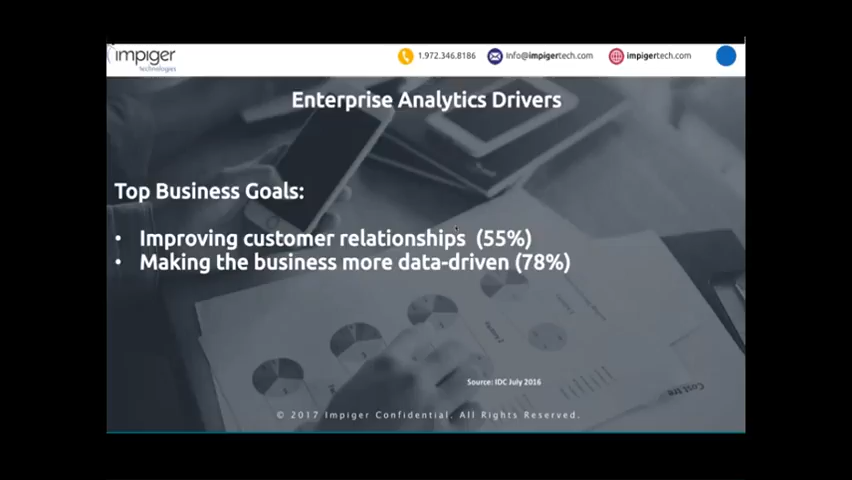 impiger
technologies
1.972.346.8186
Info@impigertech.com
impigertech.com
Enterprise Analytics Drivers
Top Business Goals:
• Improving customer relationships (55%)
• Making the business more data-driven (78%)
Source: IDC July 2016
© 2017 Impiger Confidential. All Rights Reserved.